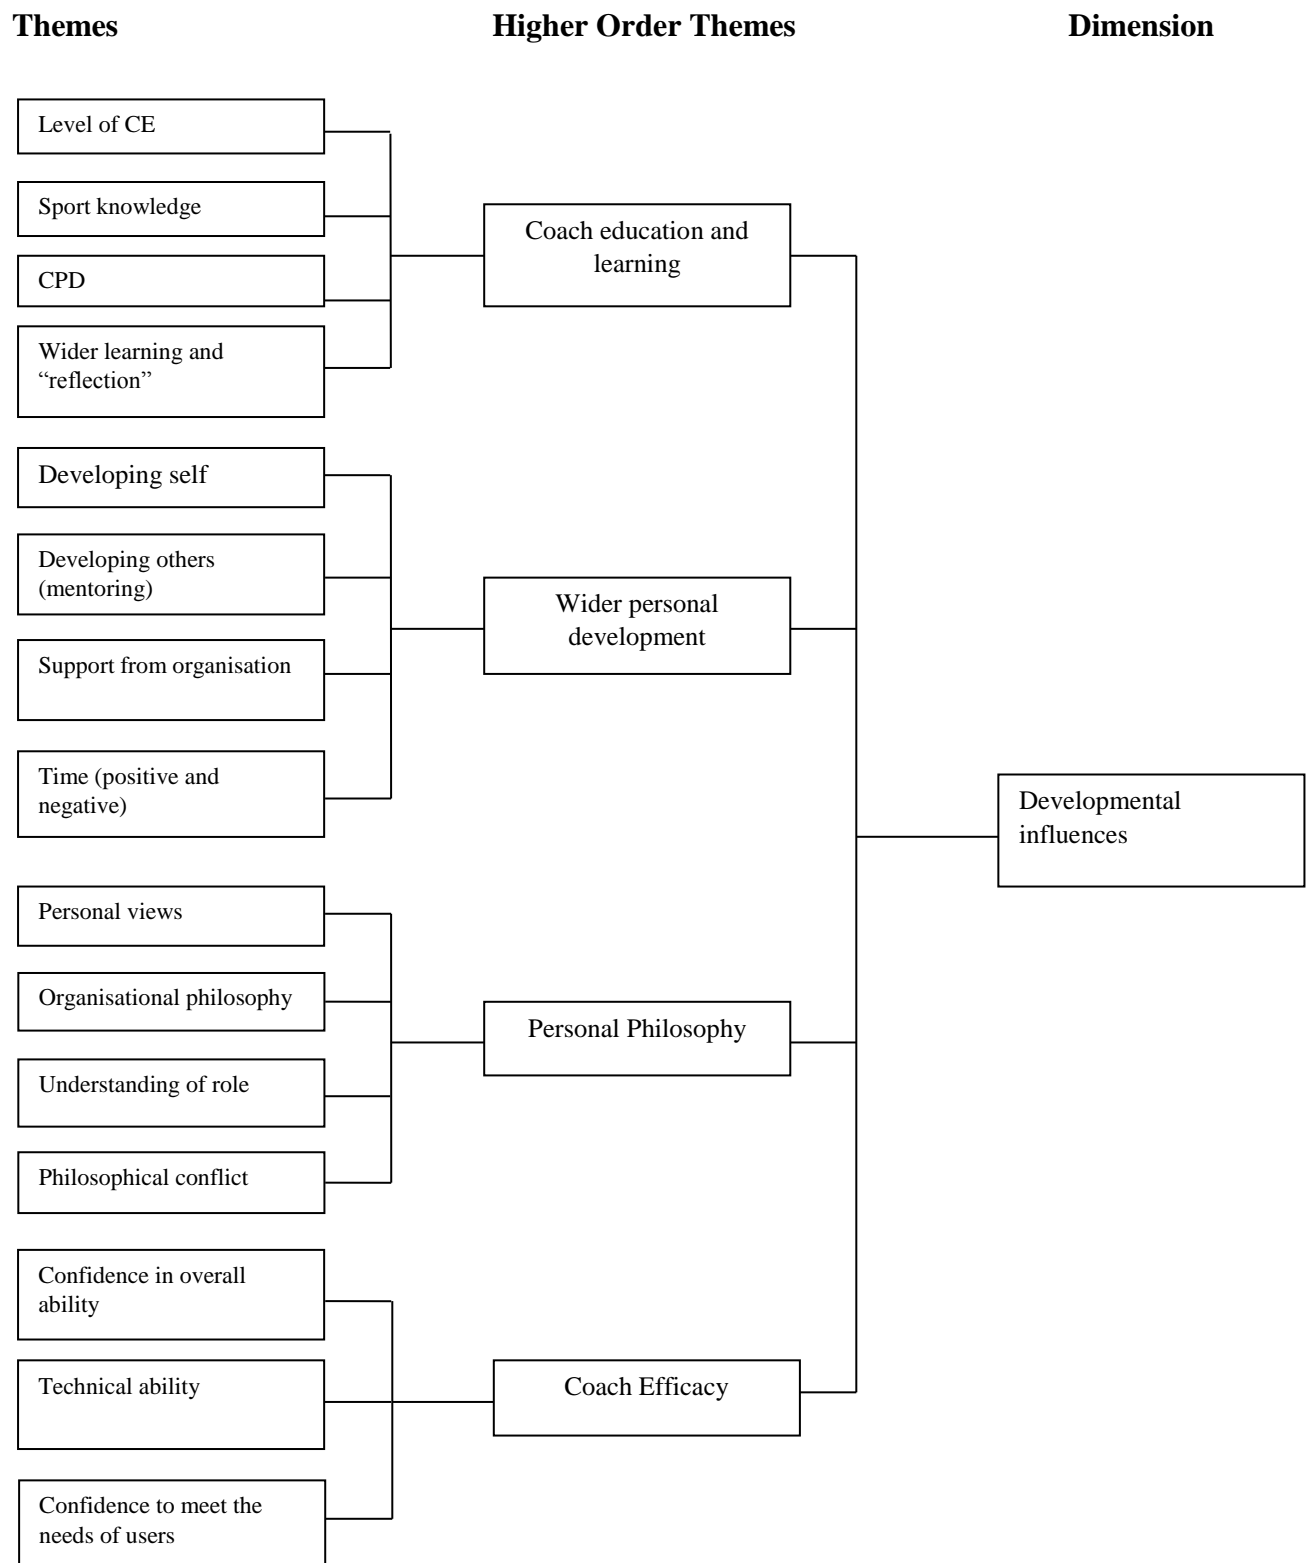 Themes
Higher Order Themes
Dimension
Level of CE
Sport knowledge
CPD
Wider learning and
“reflection”
Coach education and
learning
Developing self
Developing others
(mentoring)
Support from organisation
Time (positive and
negative)
Wider personal
development
Personal views
Organisational philosophy
Understanding of role
Philosophical conflict
Personal Philosophy
Confidence in overall
ability
Technical ability
Confidence to meet the
needs of users
Coach Efficacy
Developmental
influences